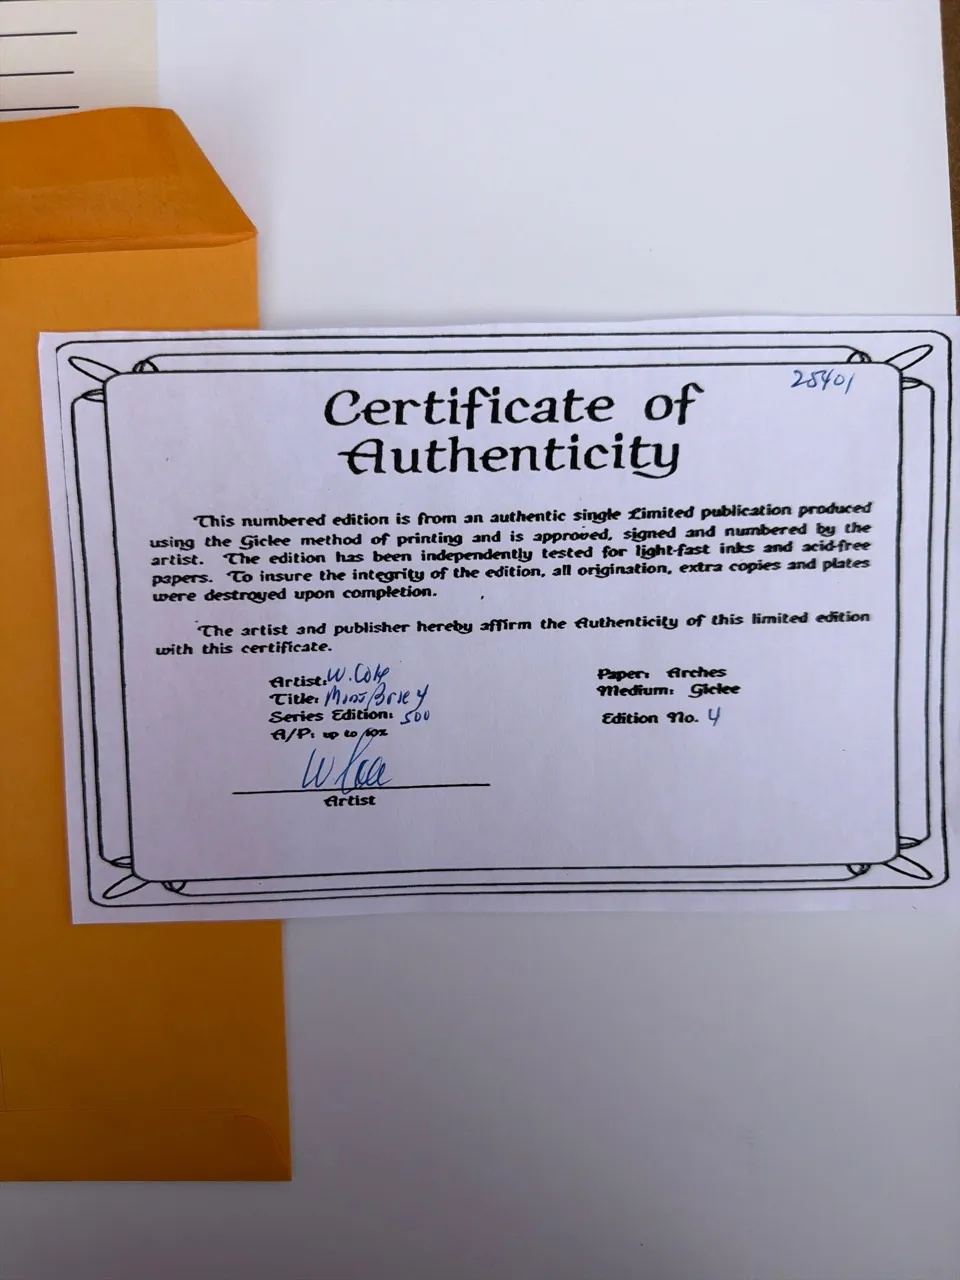 25401
Certificate of
Authenticity
This numbered edition is from an authentic single Limited publication produced
using the Giclee method of printing and is approved, signed and numbered by the
artist. The edition has been independently tested for light-fast inks and acid-free
papers. To insure the integrity of the edition, all origination, extra copies and plates
were destroyed upon completion.
The artist and publisher hereby affirm the Authenticity of this limited edition
with this certificate.
Artist: W.
Title: Miss
Series Edition: 500
A/P: up to 10%
Paper: Arches
Medium: Giclee
Edition No. 4
Artist